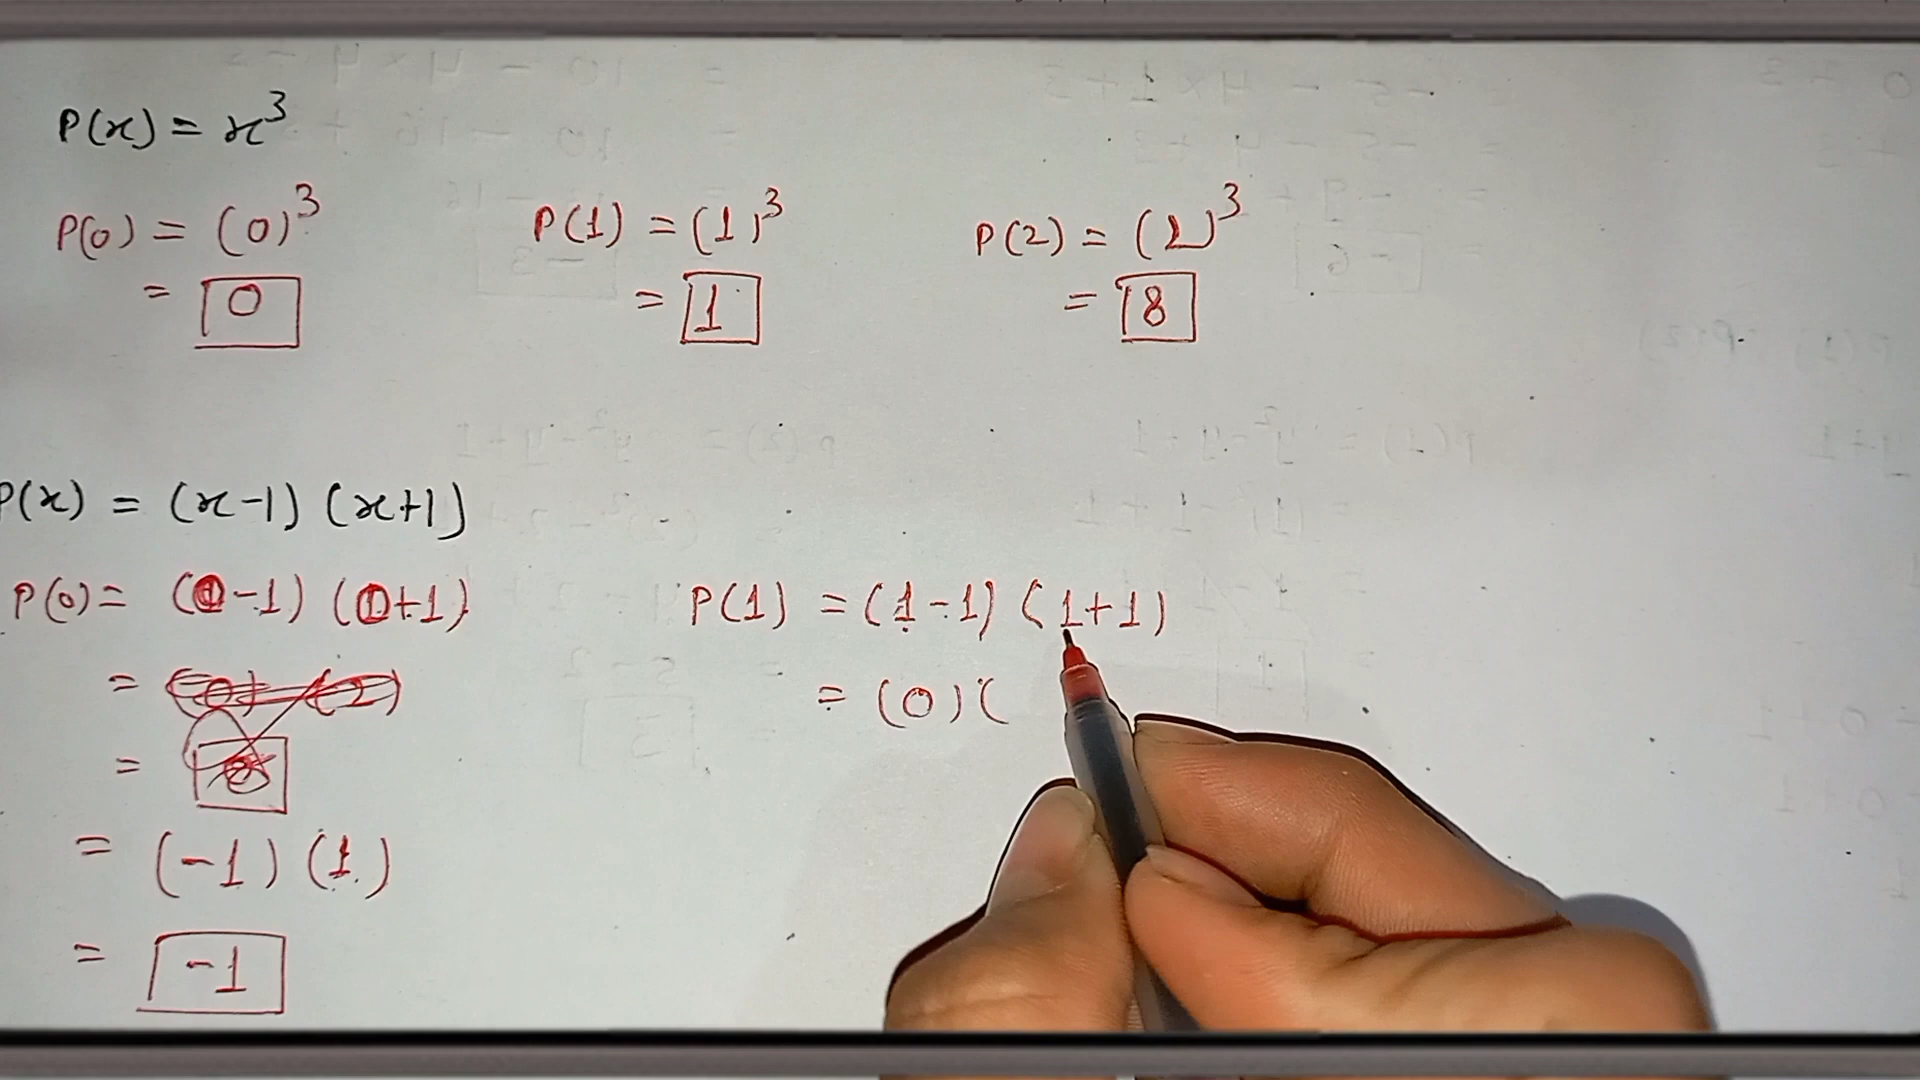 P(x) = x³
P(0) = (0)³
= 0
P(1) = (1)³
= 1
P(2) = (2)³
= 8
P(x) = (x-1) (x+1)
P(0) = (0-1) (0+1)
=
=
= (-1) (1)
= -1
P(1) = (1-1) (1+1)
= (0) (